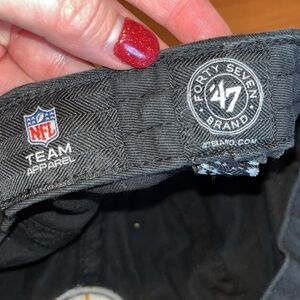 NFL
TEAM
APPAREL
FORTY SEVEN
47
BRAND
47BRAND.COM